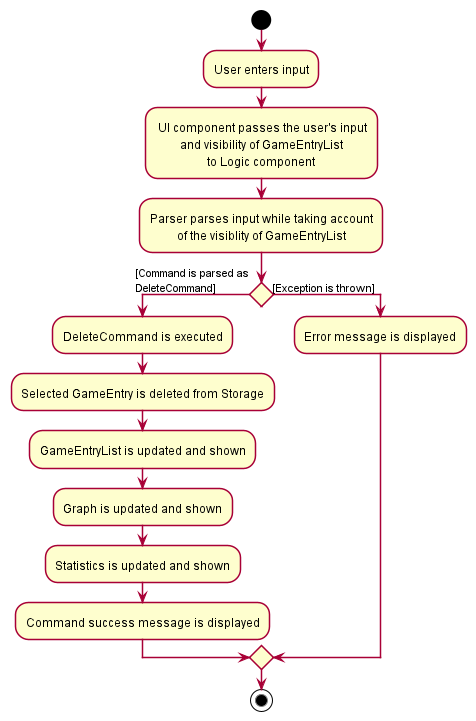 User enters input
UI component passes the user's input
and visibility of GameEntryList
to Logic component
Parser parses input while taking account
of the visiblity of GameEntryList
[Command is parsed as
DeleteCommand]
[Exception is thrown]
DeleteCommand is executed
Error message is displayed
Selected GameEntry is deleted from Storage
GameEntryList is updated and shown
Graph is updated and shown
Statistics is updated and shown
Command success message is displayed